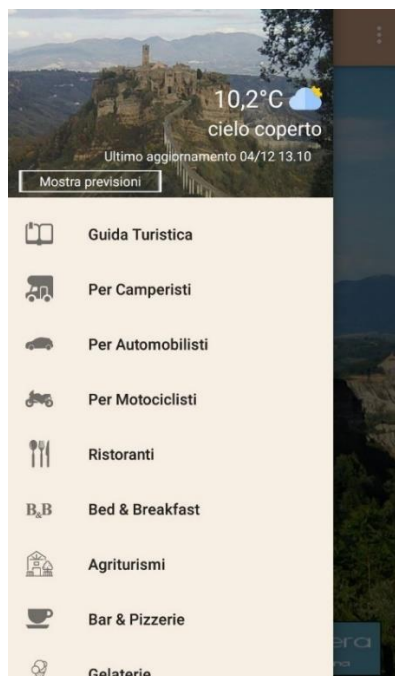 10,2°C
cielo coperto
Ultimo aggiornamento 04/12 13.10
Mostra previsioni
Guida Turistica
Per Camperisti
Per Automobilisti
Per Motociclisti
Ristoranti
B&B
Bed & Breakfast
Agriturismi
Bar & Pizzerie
Gelaterie